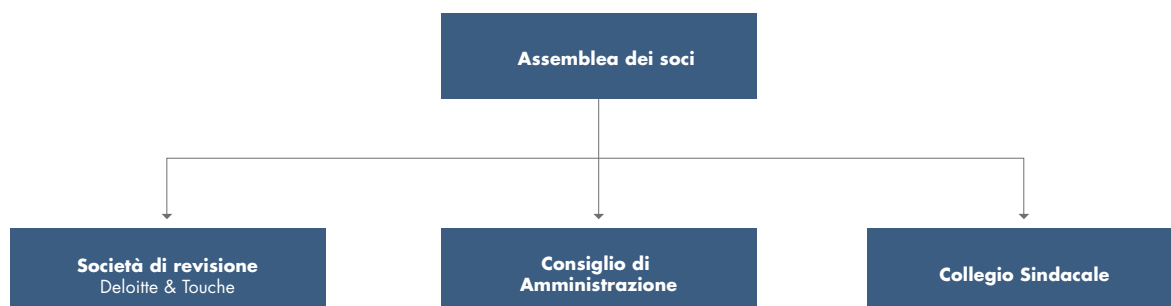 Assemblea dei soci
Società di revisione
Deloitte & Touche
Consiglio di
Amministrazione
Collegio Sindacale